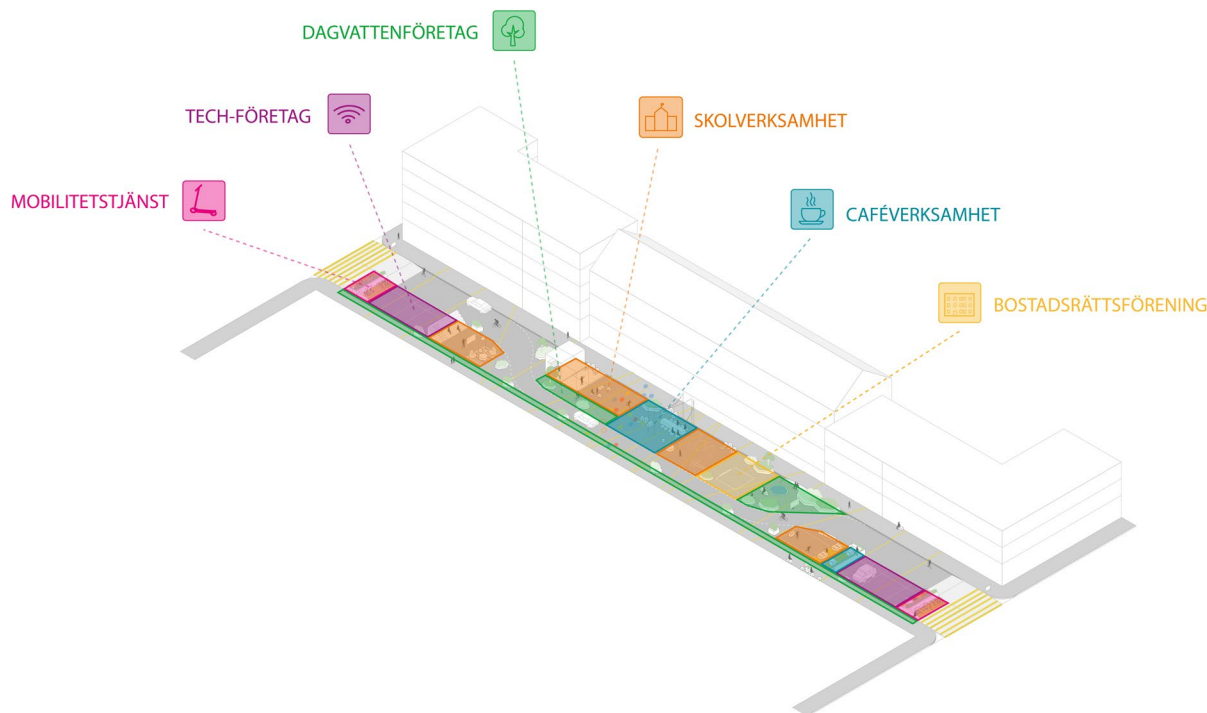 DAGVATTENFÖRETAG
TECH-FÖRETAG
SKOLVERKSAMHET
MOBILITETSTJÄNST
CAFÉVERKSAMHET
BOSTADSRÄTTSFÖRENING